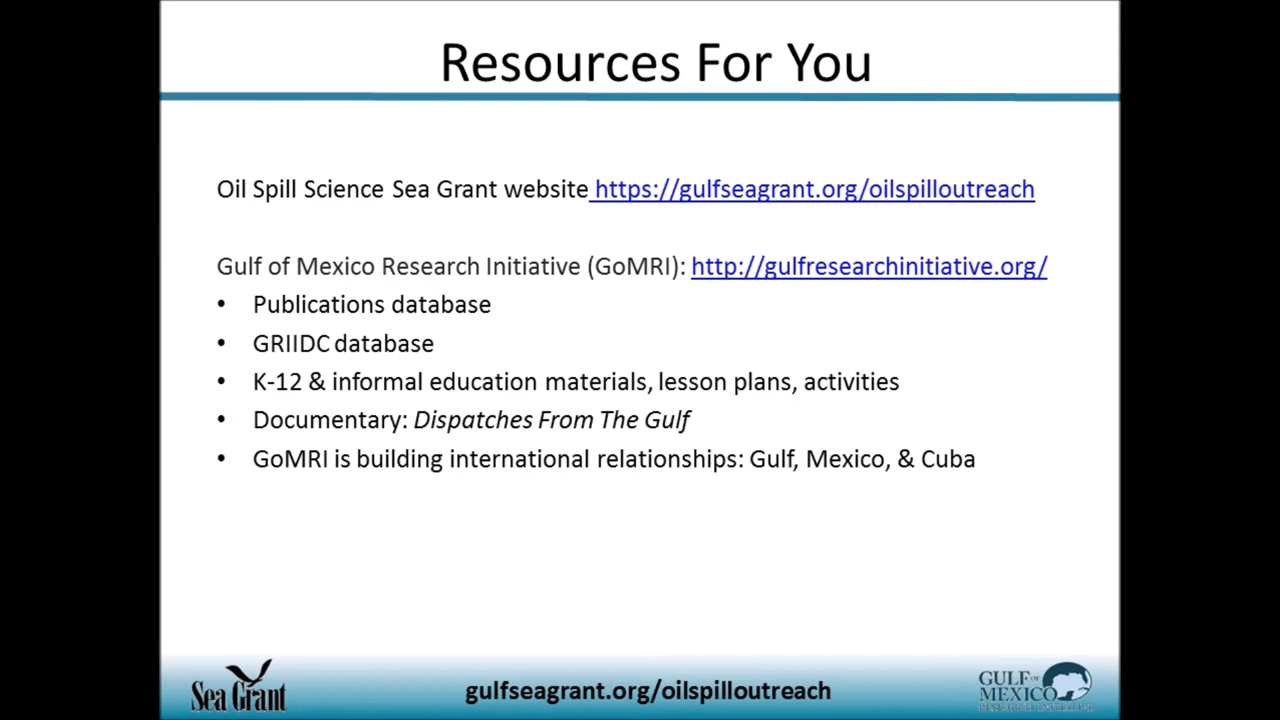 Resources For You
Oil Spill Science Sea Grant website https://gulfseagrant.org/oilspilloutreach
Gulf of Mexico Research Initiative (GoMRI): http://gulfresearchinitiative.org/
• Publications database
• GRIIDC database
• K-12 & informal education materials, lesson plans, activities
• Documentary: Dispatches From The Gulf
• GoMRI is building international relationships: Gulf, Mexico, & Cuba
Sea Grant
gulfseagrant.org/oilspilloutreach
GULF OF
MEXICO
RESEARCH INITIATIVE